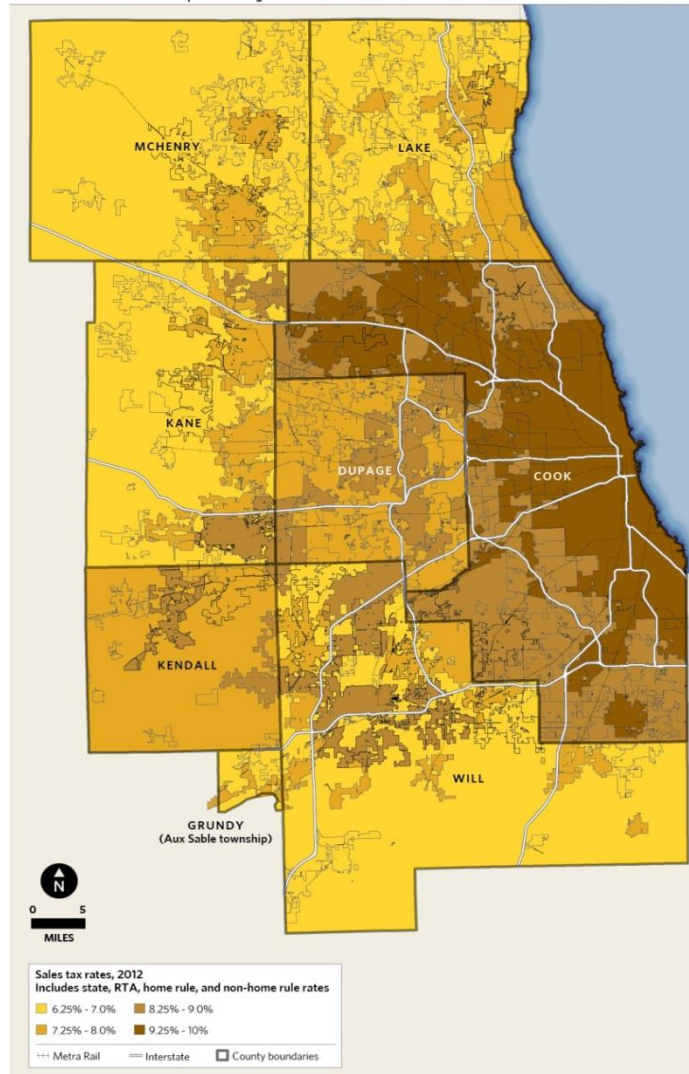 MCHENRY
LAKE
KANE
DUPAGE
COOK
KENDALL
WILL
GRUNDY
(Aux Sable township)
N
0 5
MILES
Sales tax rates, 2012
Includes state, RTA, home rule, and non-home rule rates
6.25% - 7.0% 8.25% - 9.0%
7.25% - 8.0% 9.25% - 10%
Metra Rail Interstate County boundaries